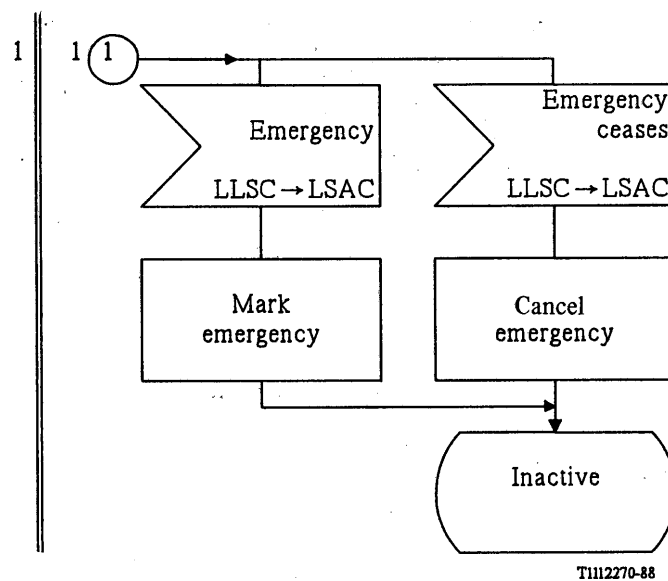 1 1 1
Emergency
LLSC → LSAC
Emergency
ceases
LLSC → LSAC
Mark
emergency
Cancel
emergency
Inactive
T1112270-88